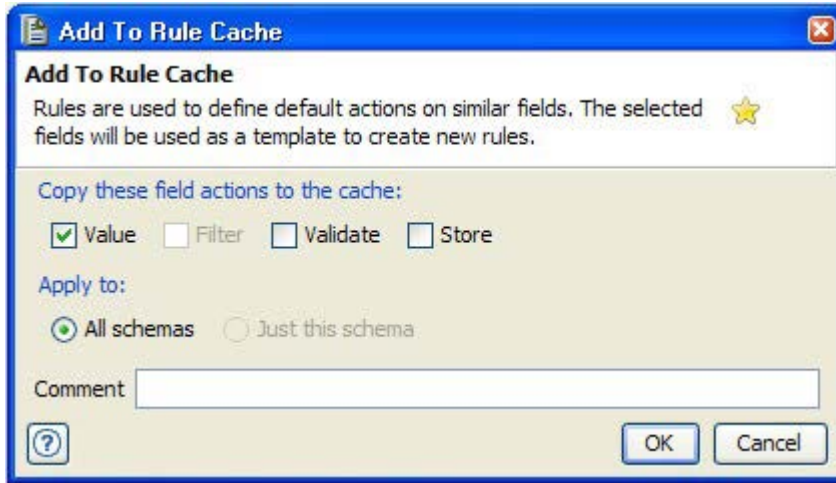 Add To Rule Cache
Add To Rule Cache
Rules are used to define default actions on similar fields. The selected
fields will be used as a template to create new rules.
Copy these field actions to the cache:
Value Filter Validate Store
Apply to:
All schemas Just this schema
Comment
? OK Cancel